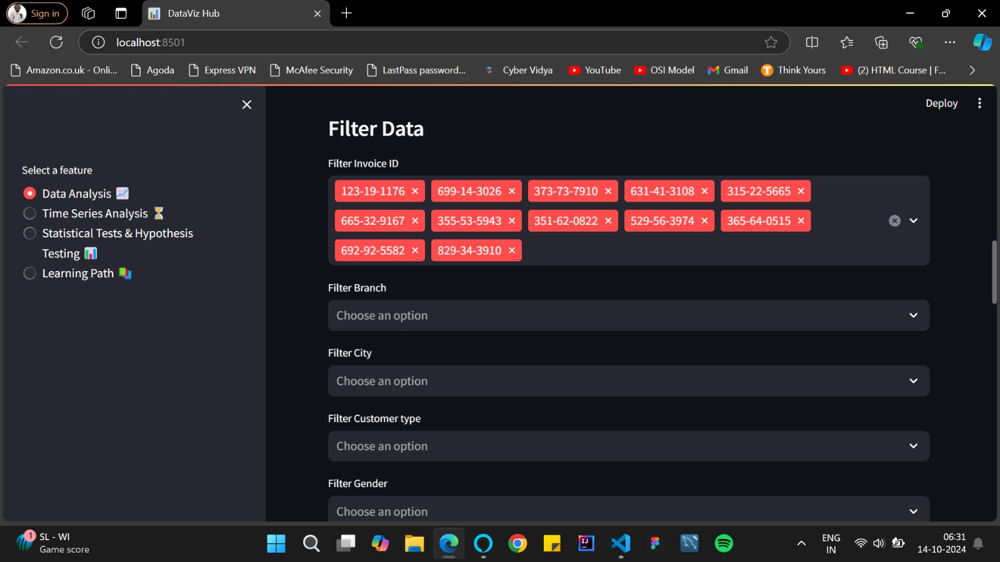 Sign in
DataViz Hub
localhost:8501
Amazon.co.uk - Onli...
Agoda
Express VPN
McAfee Security
LastPass password...
Cyber Vidya
YouTube
OSI Model
Gmail
Think Yours
(2) HTML Course | F...
Deploy
Select a feature
Data Analysis
Time Series Analysis
Statistical Tests & Hypothesis
Testing
Learning Path
Filter Data
Filter Invoice ID
123-19-1176 699-14-3026 373-73-7910 631-41-3108 315-22-5665
665-32-9167 355-53-5943 351-62-0822 529-56-3974 365-64-0515
692-92-5582 829-34-3910
Filter Branch
Choose an option
Filter City
Choose an option
Filter Customer type
Choose an option
Filter Gender
Choose an option
1
SL - WI
Game score
ENG
IN
06:31
14-10-2024